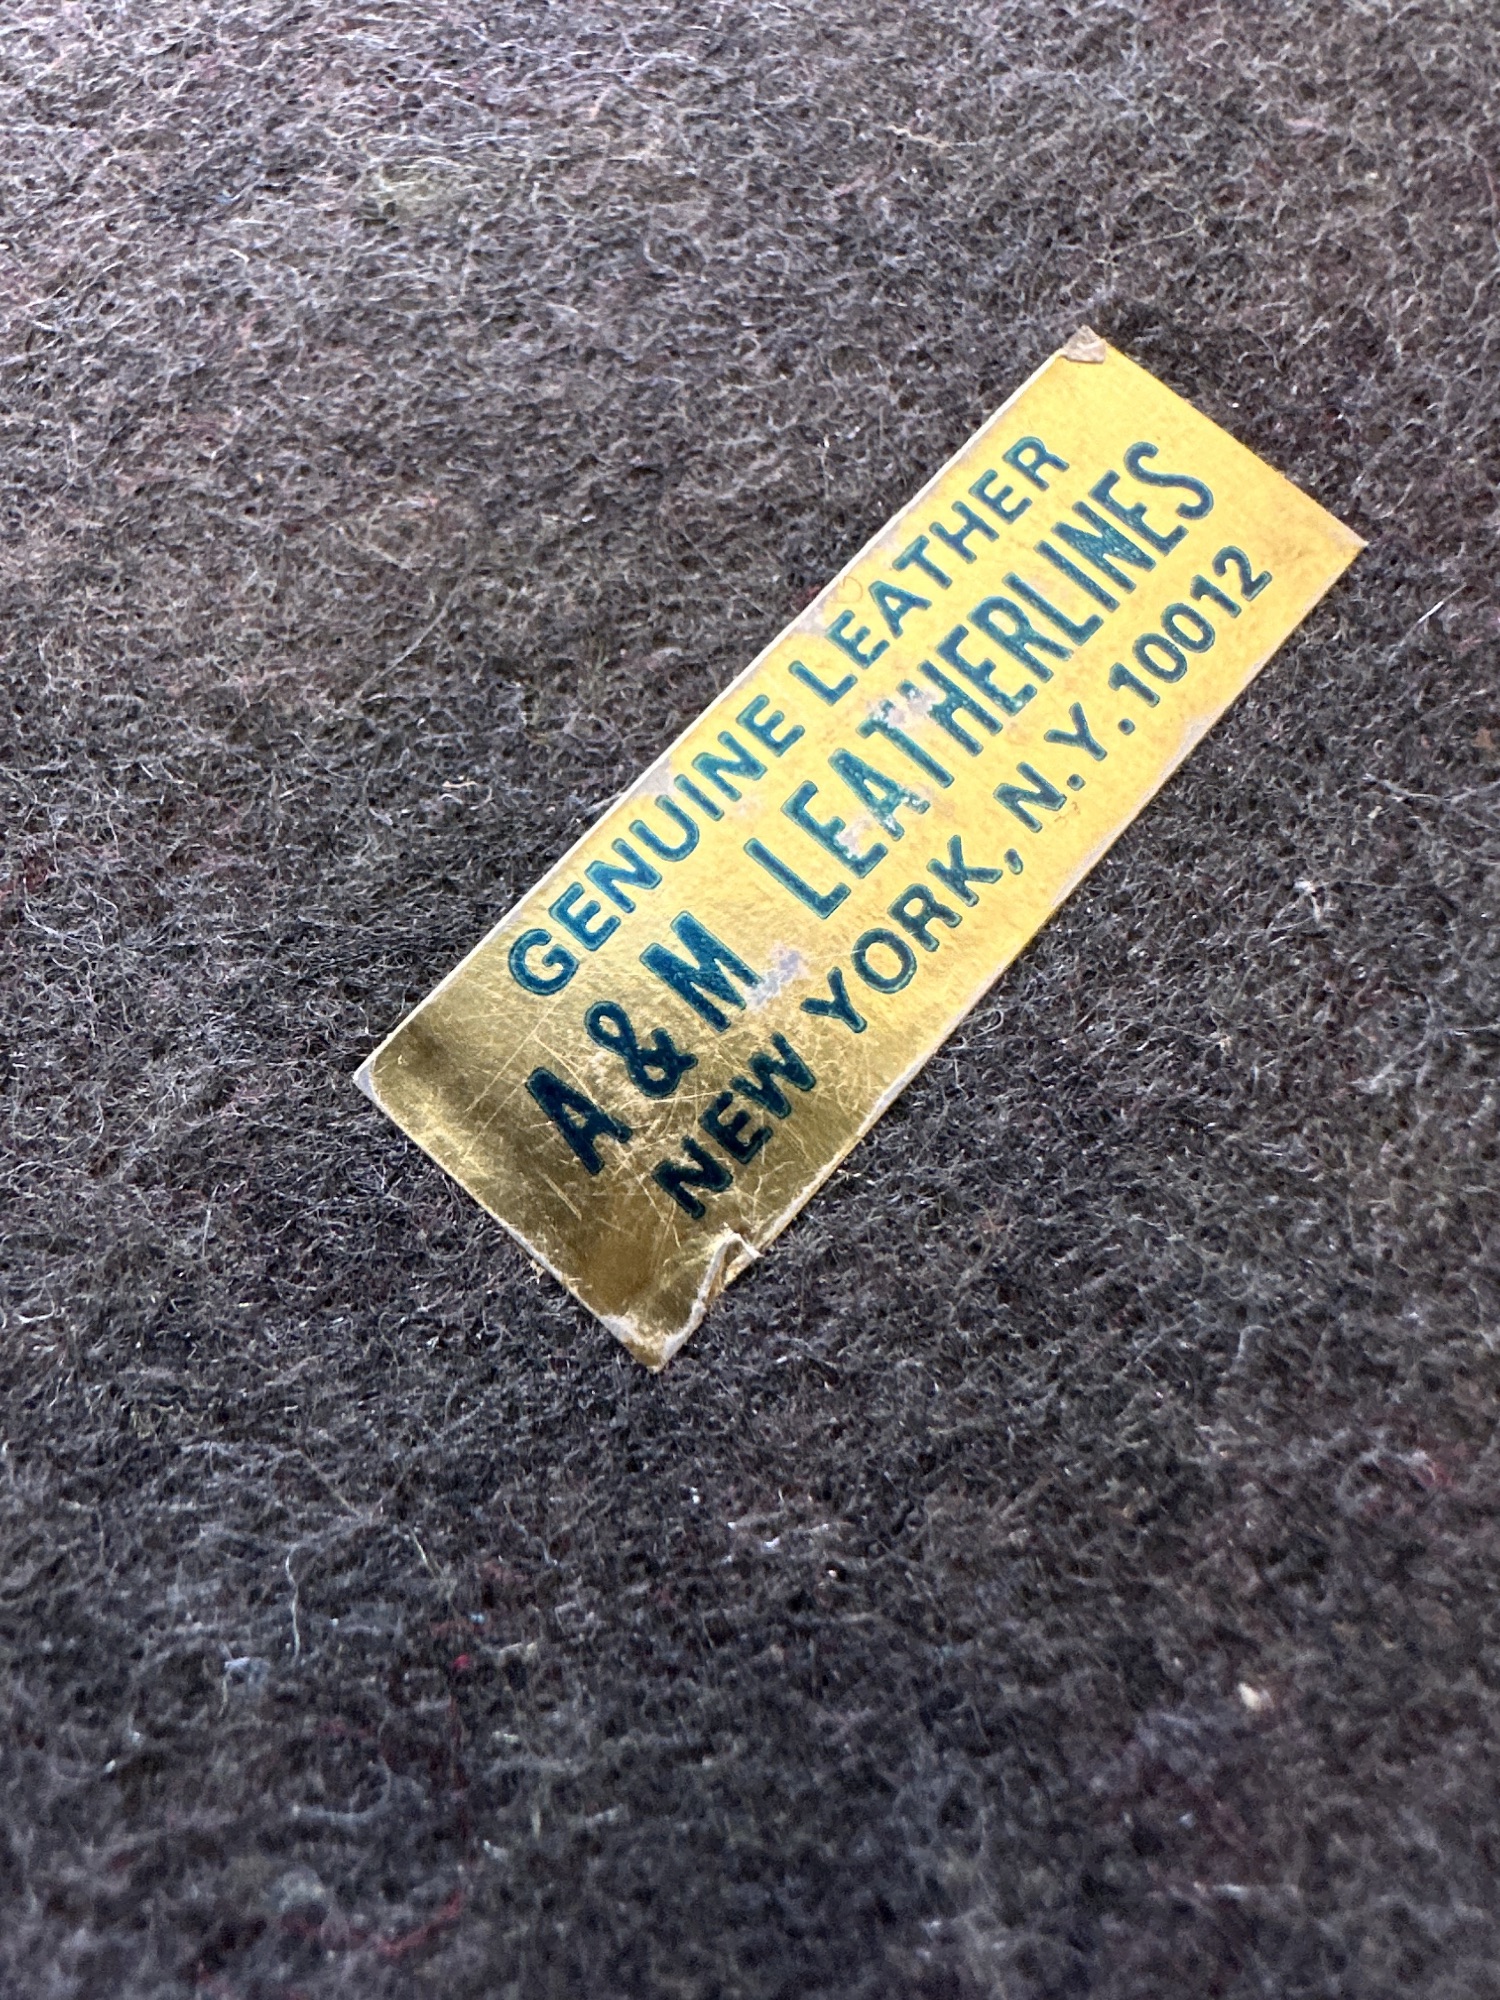 GENUINE LEATHER
A & M LEATHERLINES
NEW YORK, N.Y. 10012